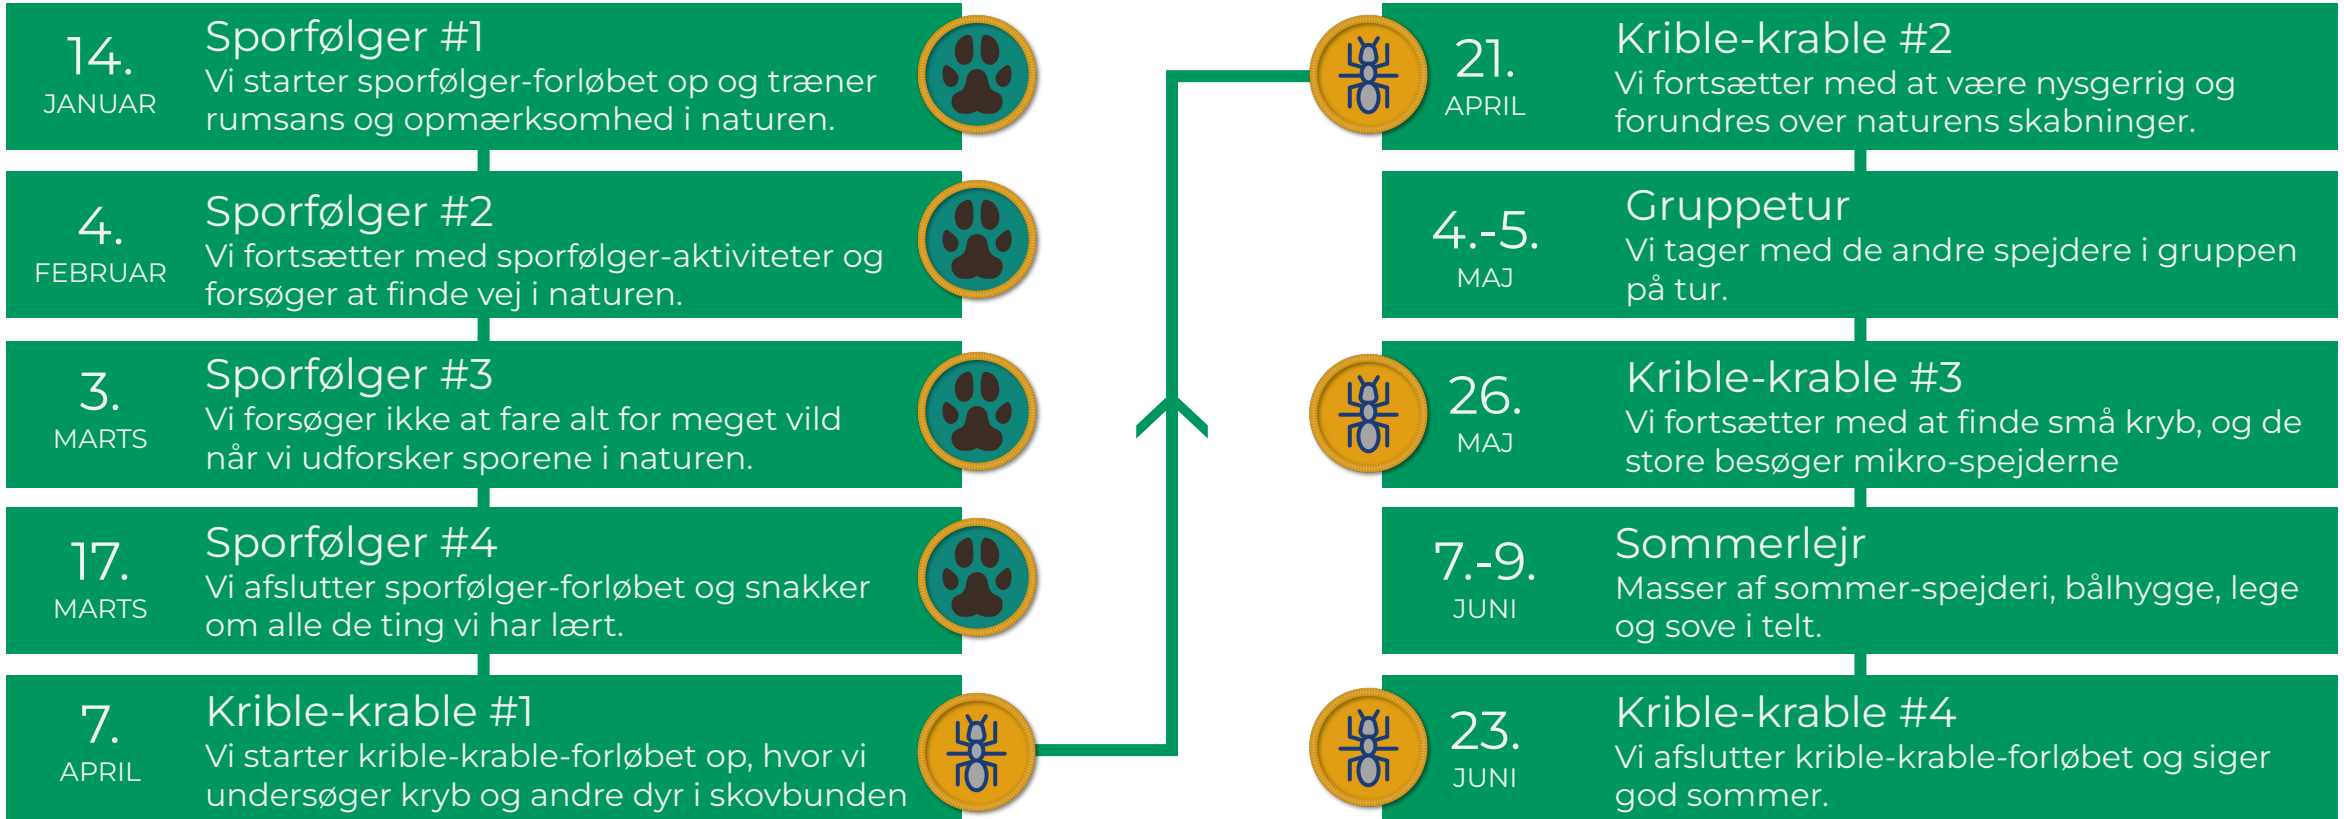 14.
JANUAR
Sporfølger #1
Vi starter sporfølger-forløbet op og træner
rumsans og opmærksomhed i naturen.
4.
FEBRUAR
Sporfølger #2
Vi fortsætter med sporfølger-aktiviteter og
forsøger at finde vej i naturen.
3.
MARTS
Sporfølger #3
Vi forsøger ikke at fare alt for meget vild
når vi udforsker sporene i naturen.
17.
MARTS
Sporfølger #4
Vi afslutter sporfølger-forløbet og snakker
om alle de ting vi har lært.
7.
APRIL
Krible-krable #1
Vi starter krible-krable-forløbet op, hvor vi
undersøger kryb og andre dyr i skovbunden
21.
APRIL
Krible-krable #2
Vi fortsætter med at være nysgerrig og
forundres over naturens skabninger.
4.-5.
MAJ
Gruppetur
Vi tager med de andre spejdere i gruppen
på tur.
26.
MAJ
Krible-krable #3
Vi fortsætter med at finde små kryb, og de
store besøger mikro-spejderne
7.-9.
JUNI
Sommerlejr
Masser af sommer-spejderi, bålhygge, lege
og sove i telt.
23.
JUNI
Krible-krable #4
Vi afslutter krible-krable-forløbet og siger
god sommer.